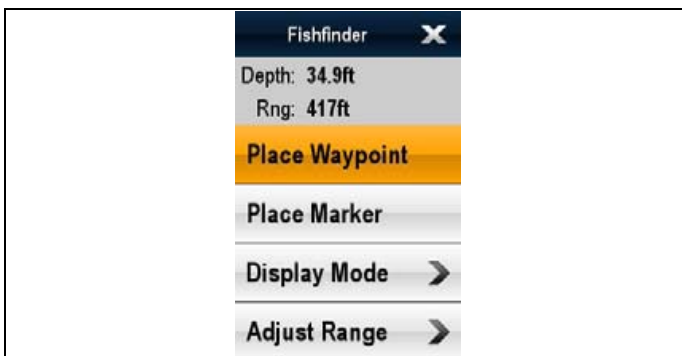 Fishfinder
Depth: 34.9ft
Rng: 417ft
Place Waypoint
Place Marker
Display Mode
Adjust Range